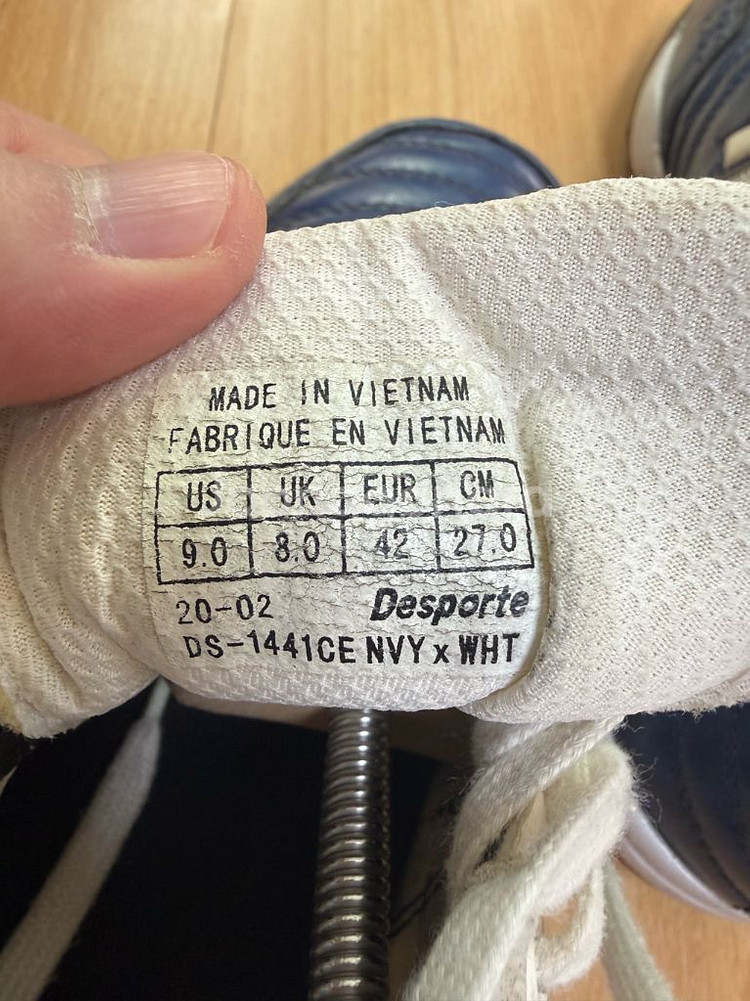 MADE IN VIETNAM
FABRIQUE EN VIETNAM
US UK EUR CM
9.0 8.0 42 27.0
20-02 Desporte
DS-1441CE NVY x WHT